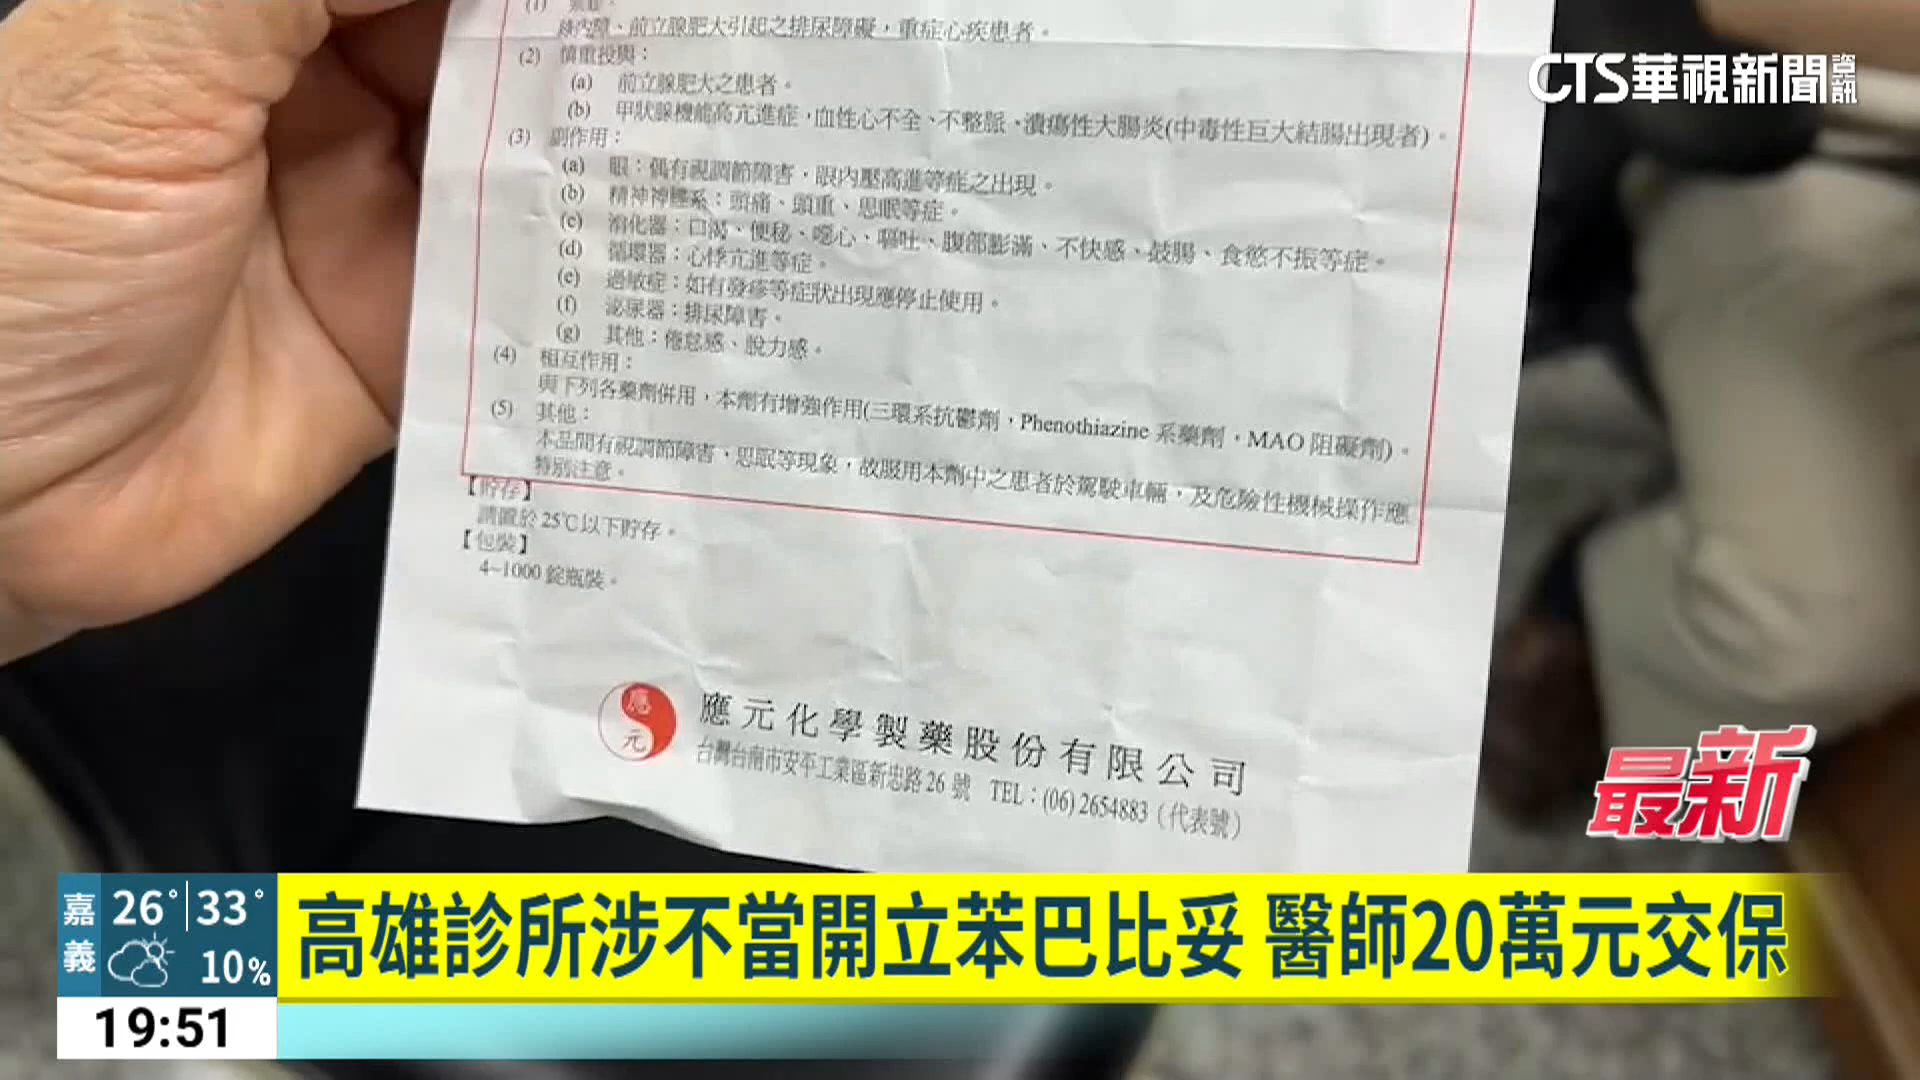 (1) 禁忌：
綠內障、前立腺肥大引起之排尿障礙，重症心疾患者。
(2) 慎重投與：
(a) 前立腺肥大之患者。
(b) 甲狀腺機能高亢進症，血性心不全、不整脈、潰瘍性大腸炎(中毒性巨大結腸出現者)。
(3) 副作用：
(a) 眼：偶有視調節障害，眼內壓高進等症之出現。
(b) 精神神經系：頭痛、頭重、思眠等症。
(c) 消化器：口渴、便秘、噁心、嘔吐、腹部膨滿、不快感、鼓腸、食慾不振等症。
(d) 循環器：心悸亢進等症。
(e) 過敏症：如有發疹等症狀出現應停止使用。
(f) 泌尿器：排尿障害。
(g) 其他：倦怠感、脫力感。
(4) 相互作用：
與下列各藥劑併用，本劑有增強作用(三環系抗鬱劑，Phenothiazine 系藥劑，MAO 阻礙劑)。
(5) 其他：
本品間有視調節障害、思眠等現象，故服用本劑中之患者於駕駛車輛，及危險性機械操作應
特別注意。
【貯存】
請置於 25℃以下貯存。
【包裝】
4~1000 錠瓶裝。
應元
應元化學製藥股份有限公司
台灣台南市安平工業區新忠路 26 號 TEL：(06) 2654883（代表號）
CTS華視新聞資訊
最新
嘉義 26° 33° 10%
高雄診所涉不當開立苯巴比妥 醫師20萬元交保
19:51